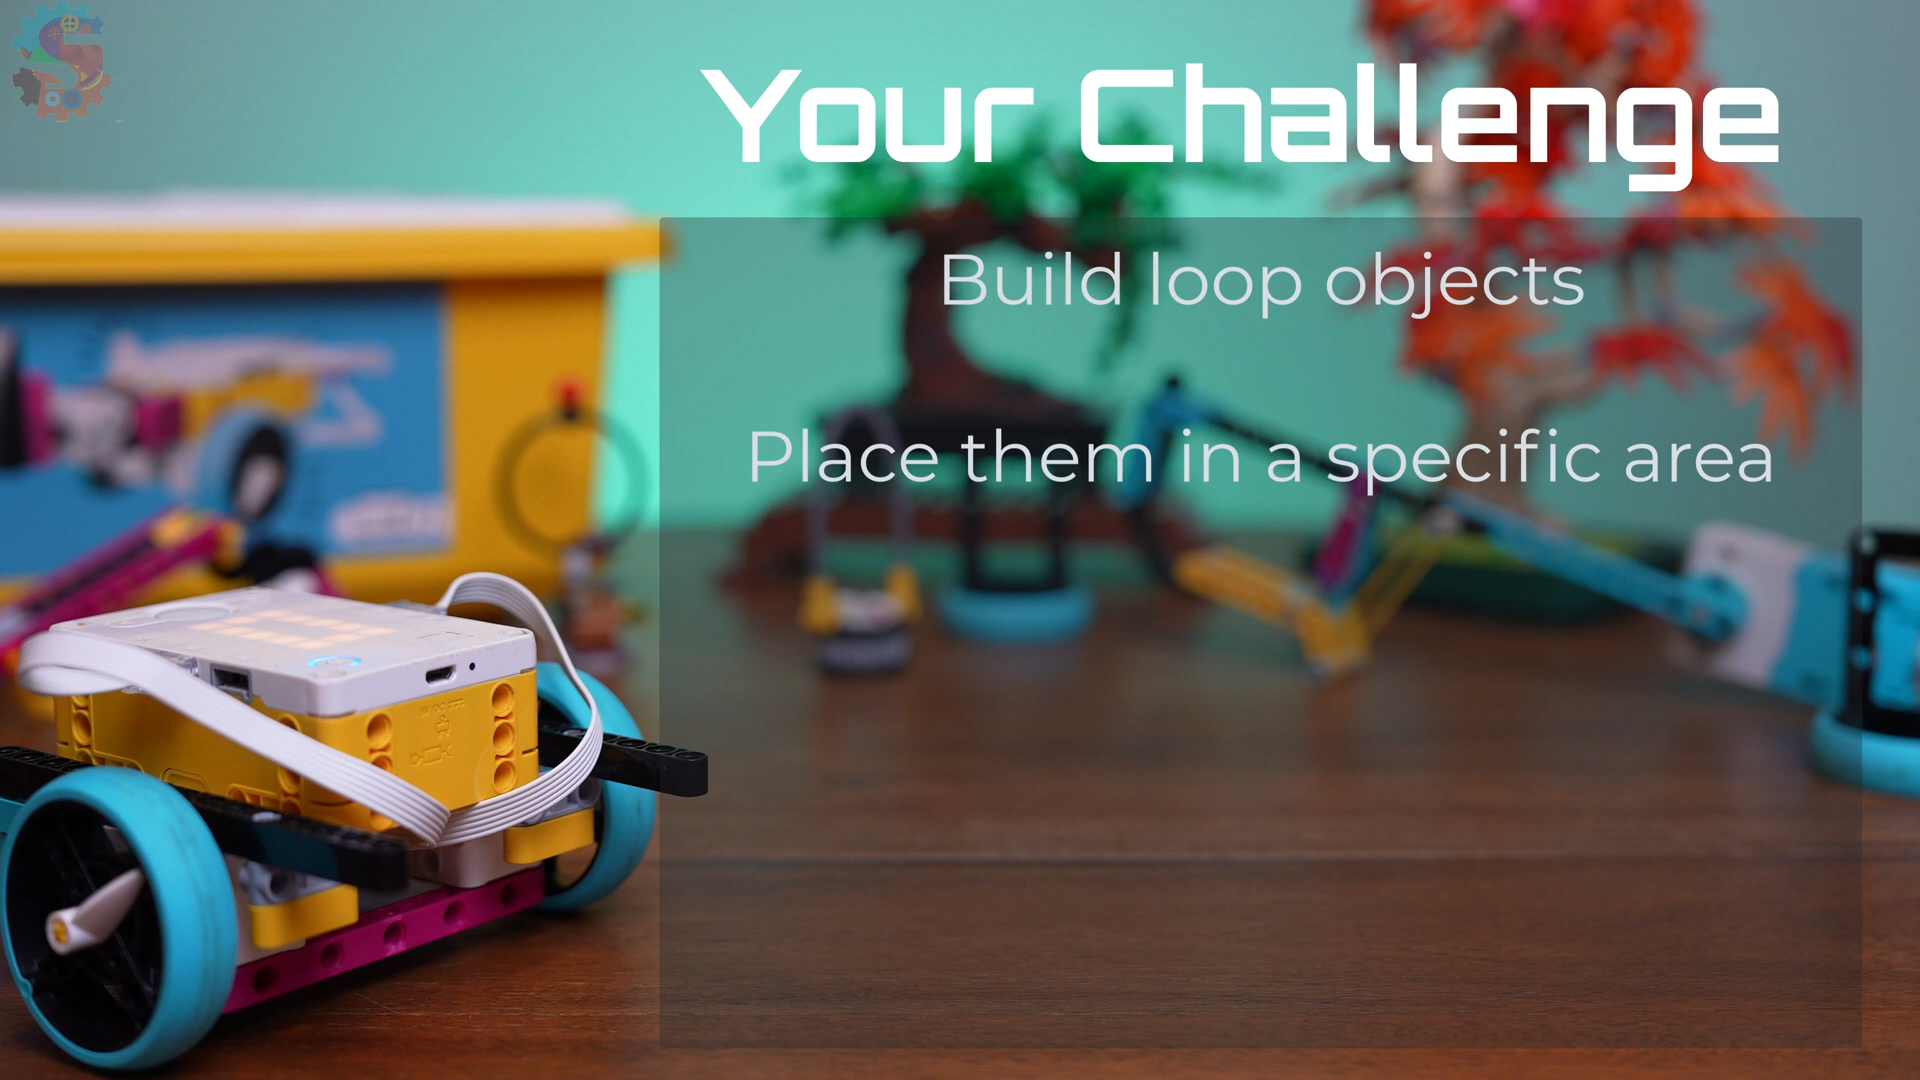 Your Challenge
Build loop objects
Place them in a specific area